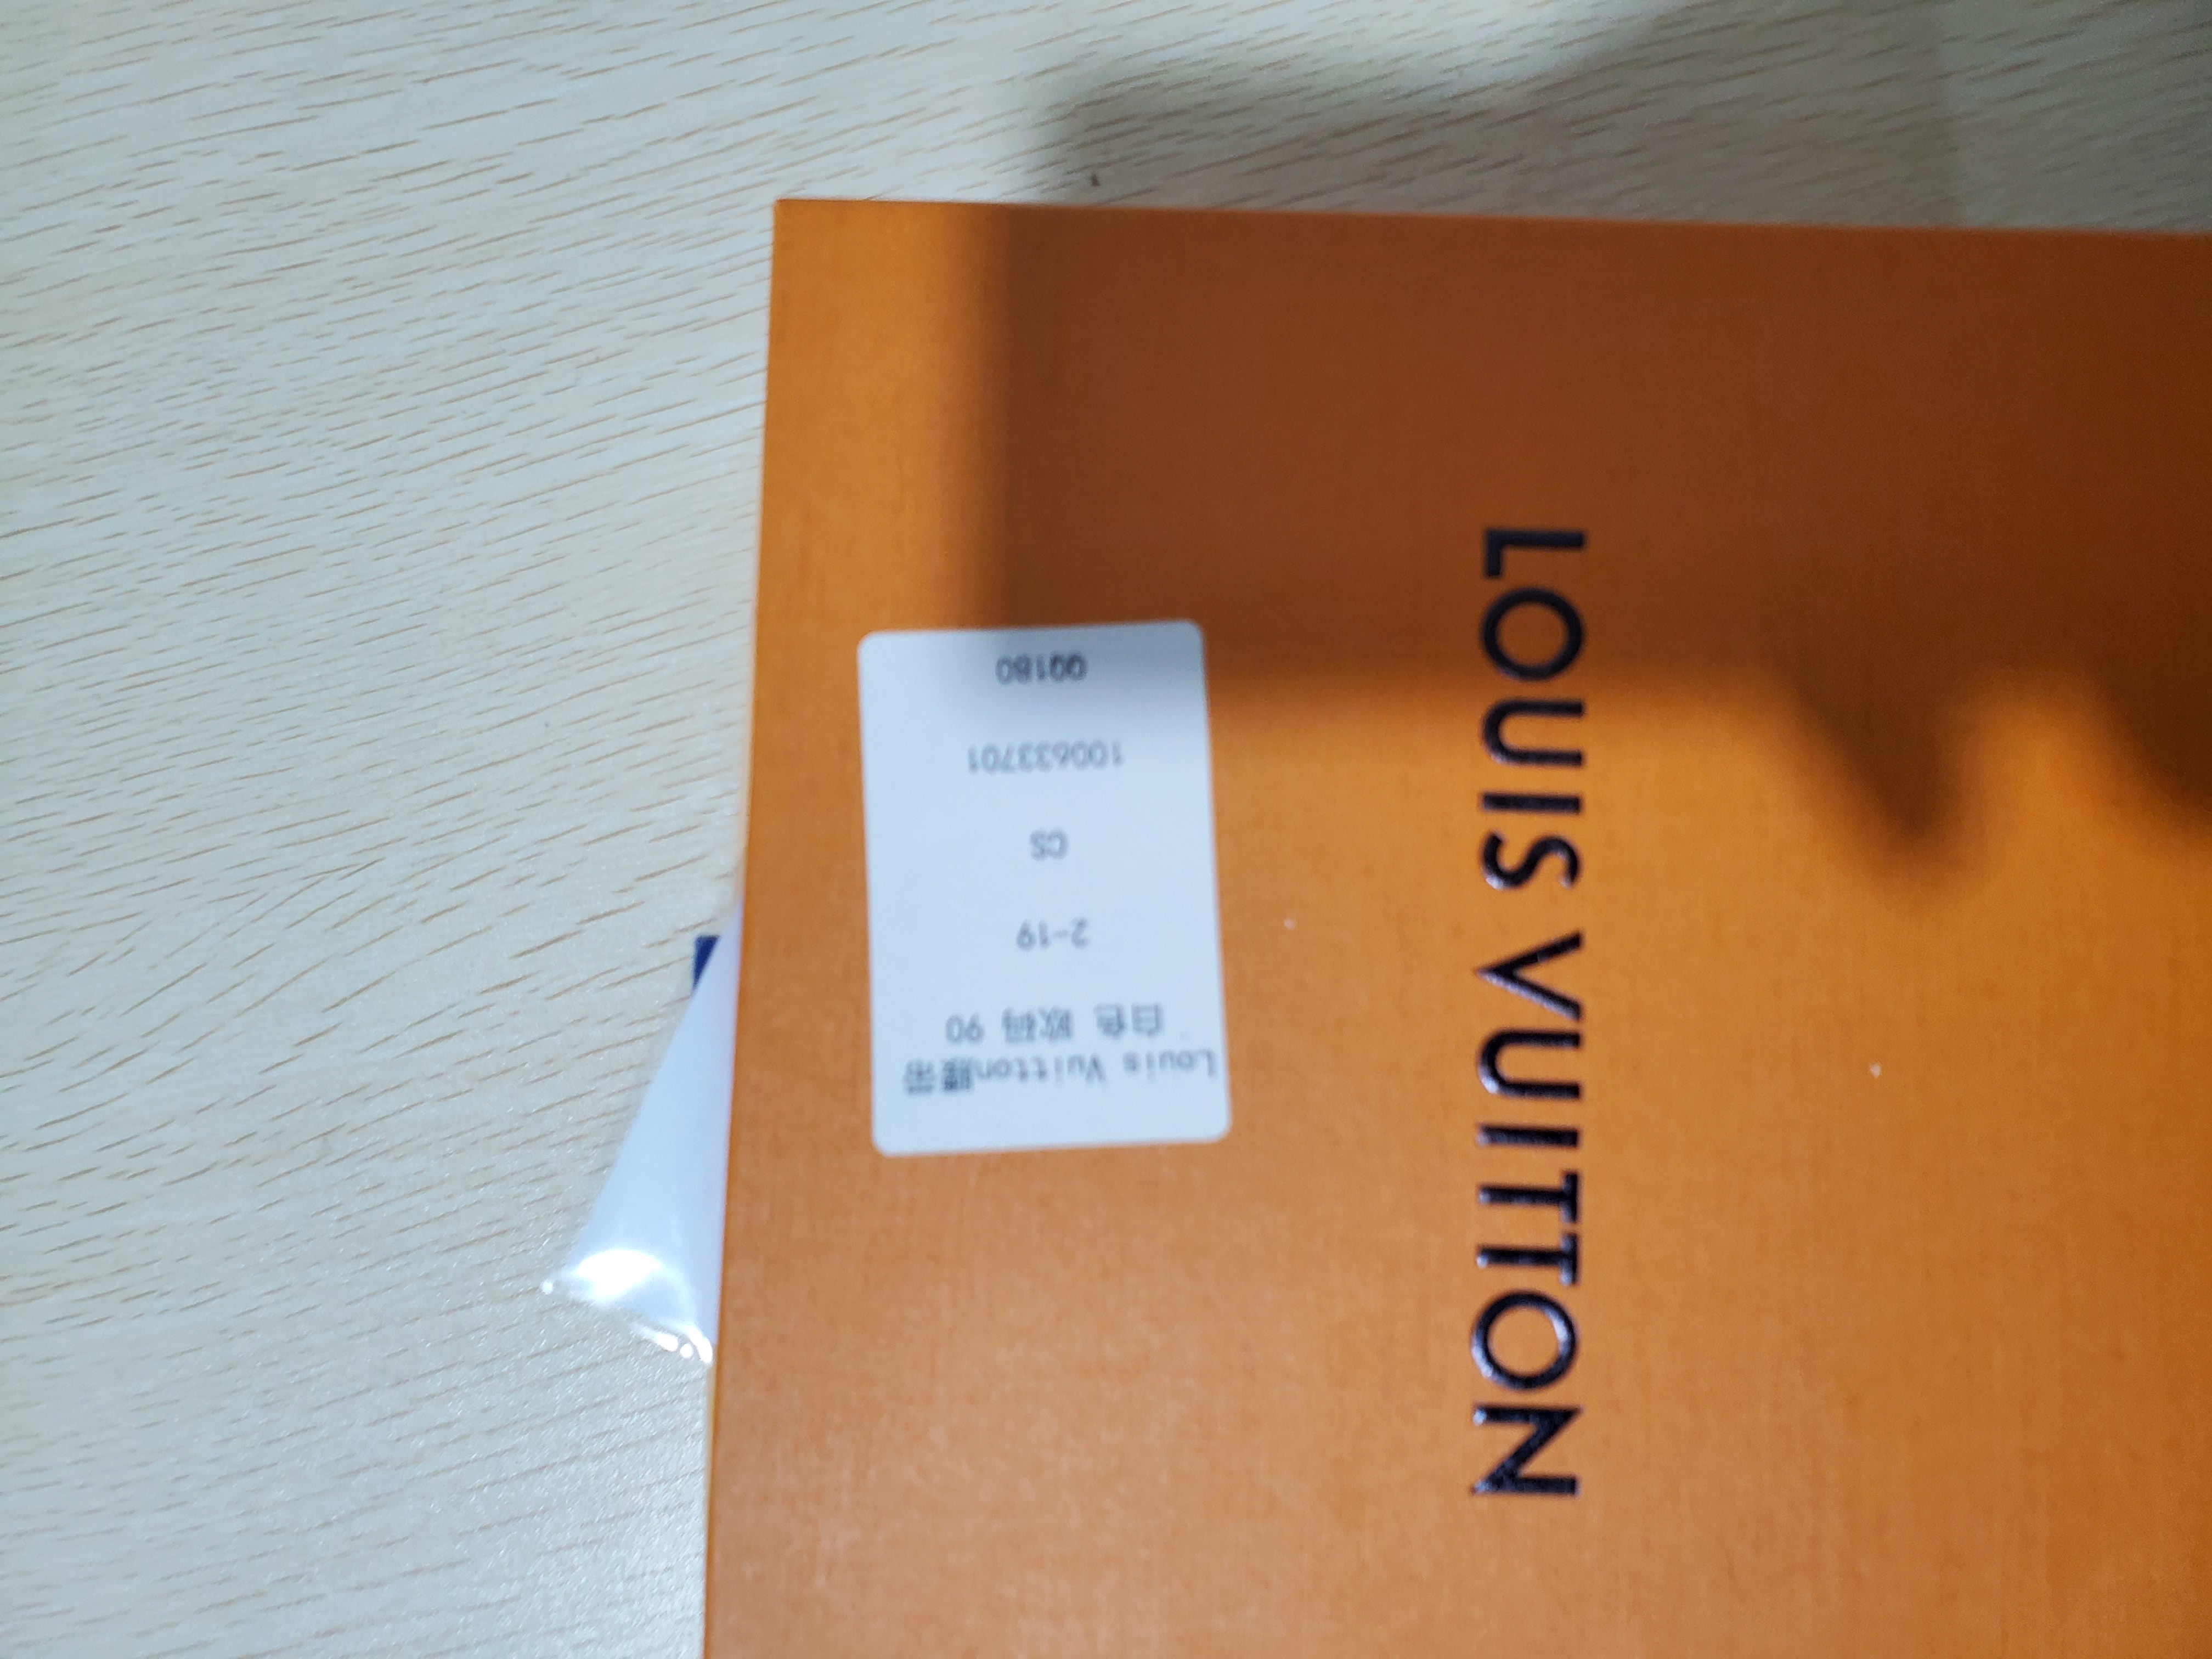 Louis Vuitton腰带
白色 欧码 90
2-19
CS
100633701
QQ180
LOUIS VUITTON